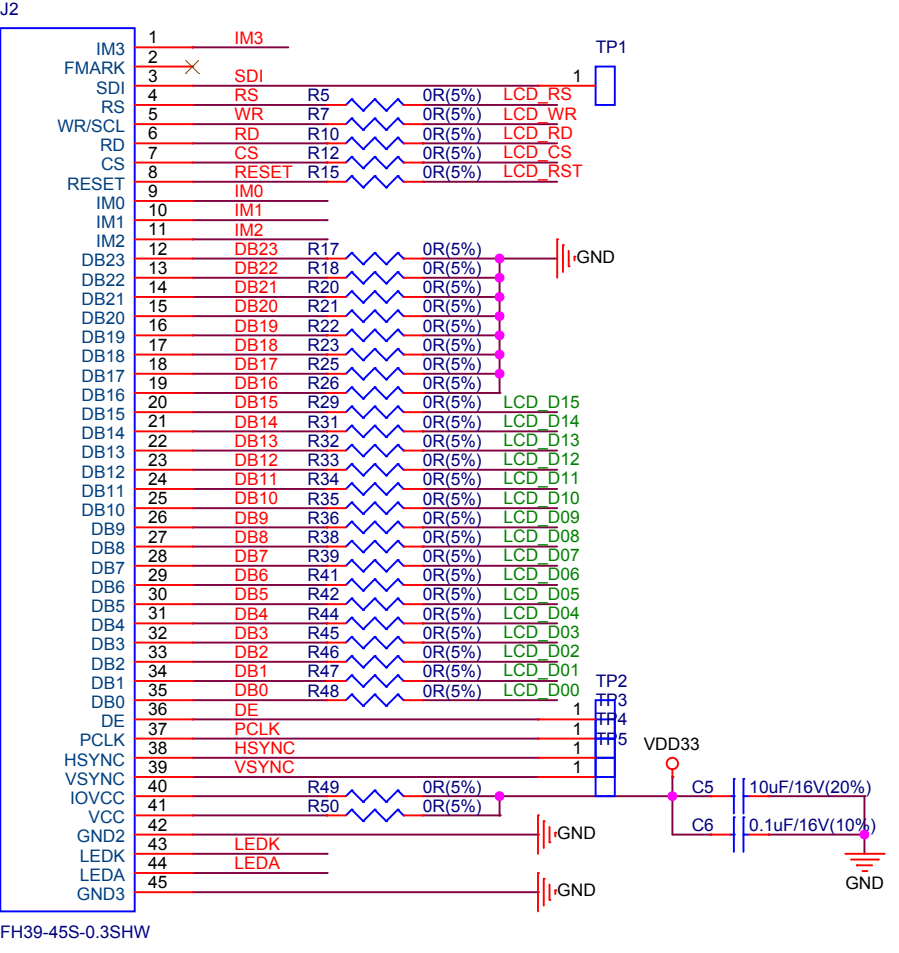 J2
IM3 1 IM3
FMARK 2
SDI 3 SDI 1 TP1
RS 4 RS R5 0R(5%) LCD_RS
WR/SCL 5 WR R7 0R(5%) LCD_WR
RD 6 RD R10 0R(5%) LCD_RD
CS 7 CS R12 0R(5%) LCD_CS
RESET 8 RESET R15 0R(5%) LCD_RST
IM0 9 IM0
IM1 10 IM1
IM2 11 IM2
DB23 12 DB23 R17 0R(5%) GND
DB22 13 DB22 R18 0R(5%)
DB21 14 DB21 R20 0R(5%)
DB20 15 DB20 R21 0R(5%)
DB19 16 DB19 R22 0R(5%)
DB18 17 DB18 R23 0R(5%)
DB17 18 DB17 R25 0R(5%)
DB16 19 DB16 R26 0R(5%)
DB15 20 DB15 R29 0R(5%) LCD_D15
DB14 21 DB14 R31 0R(5%) LCD_D14
DB13 22 DB13 R32 0R(5%) LCD_D13
DB12 23 DB12 R33 0R(5%) LCD_D12
DB11 24 DB11 R34 0R(5%) LCD_D11
DB10 25 DB10 R35 0R(5%) LCD_D10
DB9 26 DB9 R36 0R(5%) LCD_D09
DB8 27 DB8 R38 0R(5%) LCD_D08
DB7 28 DB7 R39 0R(5%) LCD_D07
DB6 29 DB6 R41 0R(5%) LCD_D06
DB5 30 DB5 R42 0R(5%) LCD_D05
DB4 31 DB4 R44 0R(5%) LCD_D04
DB3 32 DB3 R45 0R(5%) LCD_D03
DB2 33 DB2 R46 0R(5%) LCD_D02
DB1 34 DB1 R47 0R(5%) LCD_D01
DB0 35 DB0 R48 0R(5%) LCD_D00
DE 36 DE 1 TP2
PCLK 37 PCLK 1 TP3
HSYNC 38 HSYNC 1 TP4
VSYNC 39 VSYNC 1 TP5
VDD33
IOVCC 40 R49 0R(5%) C5 10uF/16V(20%)
VCC 41 R50 0R(5%) C6 0.1uF/16V(10%)
GND2 42 GND
LEDK 43 LEDK
LEDA 44 LEDA
GND
GND3 45 GND
FH39-45S-0.3SHW